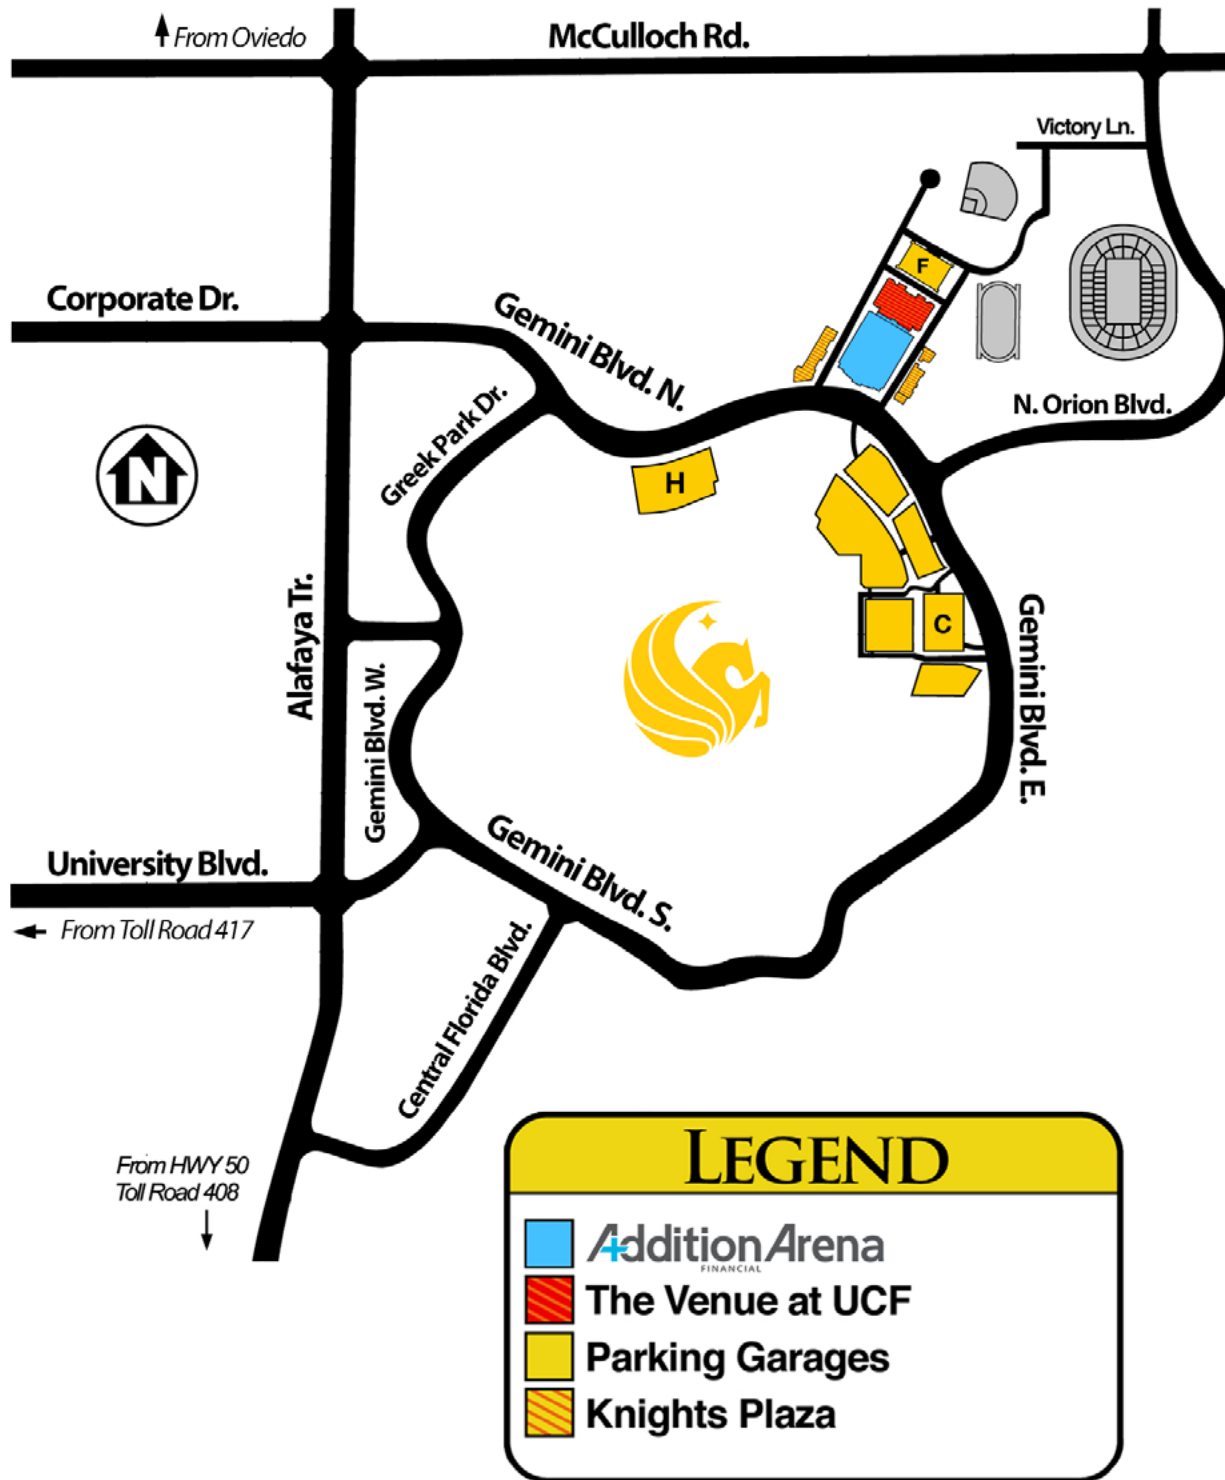 From Oviedo
McCulloch Rd.
Victory Ln.
F
Corporate Dr.
Gemini Blvd. N.
N. Orion Blvd.
Greek Park Dr.
H
N
Alafaya Tr.
C
Gemini Blvd. E.
Gemini Blvd. W.
Gemini Blvd. S.
University Blvd.
From Toll Road 417
Central Florida Blvd.
From HWY 50
Toll Road 408
LEGEND
Addition Arena
FINANCIAL
The Venue at UCF
Parking Garages
Knights Plaza